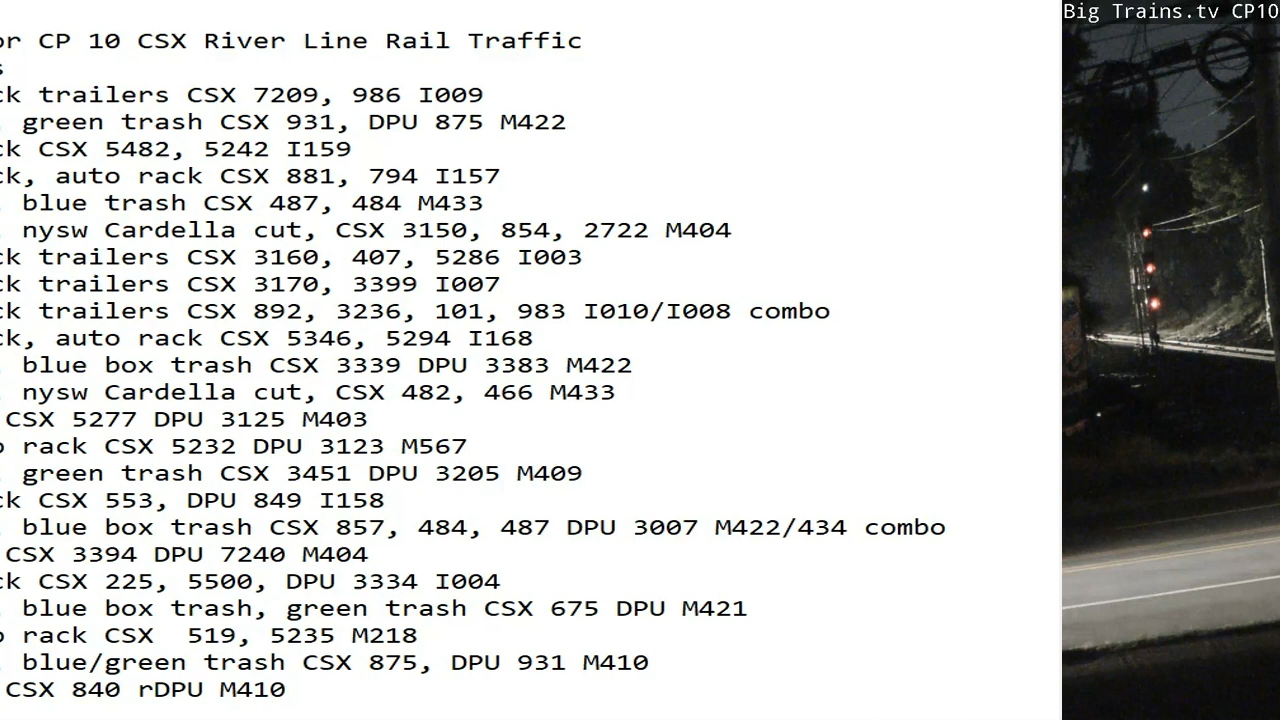 or CP 10 CSX River Line Rail Traffic
s
ck trailers CSX 7209, 986 I009
, green trash CSX 931, DPU 875 M422
ck CSX 5482, 5242 I159
ck, auto rack CSX 881, 794 I157
, blue trash CSX 487, 484 M433
, nysw Cardella cut, CSX 3150, 854, 2722 M404
ck trailers CSX 3160, 407, 5286 I003
ck trailers CSX 3170, 3399 I007
ck trailers CSX 892, 3236, 101, 983 I010/I008 combo
ck, auto rack CSX 5346, 5294 I168
, blue box trash CSX 3339 DPU 3383 M422
, nysw Cardella cut, CSX 482, 466 M433
CSX 5277 DPU 3125 M403
o rack CSX 5232 DPU 3123 M567
, green trash CSX 3451 DPU 3205 M409
ck CSX 553, DPU 849 I158
, blue box trash CSX 857, 484, 487 DPU 3007 M422/434 combo
CSX 3394 DPU 7240 M404
ck CSX 225, 5500, DPU 3334 I004
, blue box trash, green trash CSX 675 DPU M421
o rack CSX  519, 5235 M218
, blue/green trash CSX 875, DPU 931 M410
CSX 840 rDPU M410
Big Trains.tv CP10